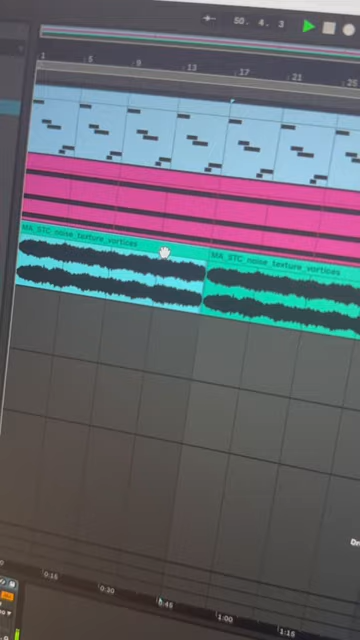 50. 4. 3
1 5 9 13 17 21 25
MA_STC_noise_texture_vortices MA_STC_noise_texture_vortices
0:15 0:30 0:45 1:00 1:15